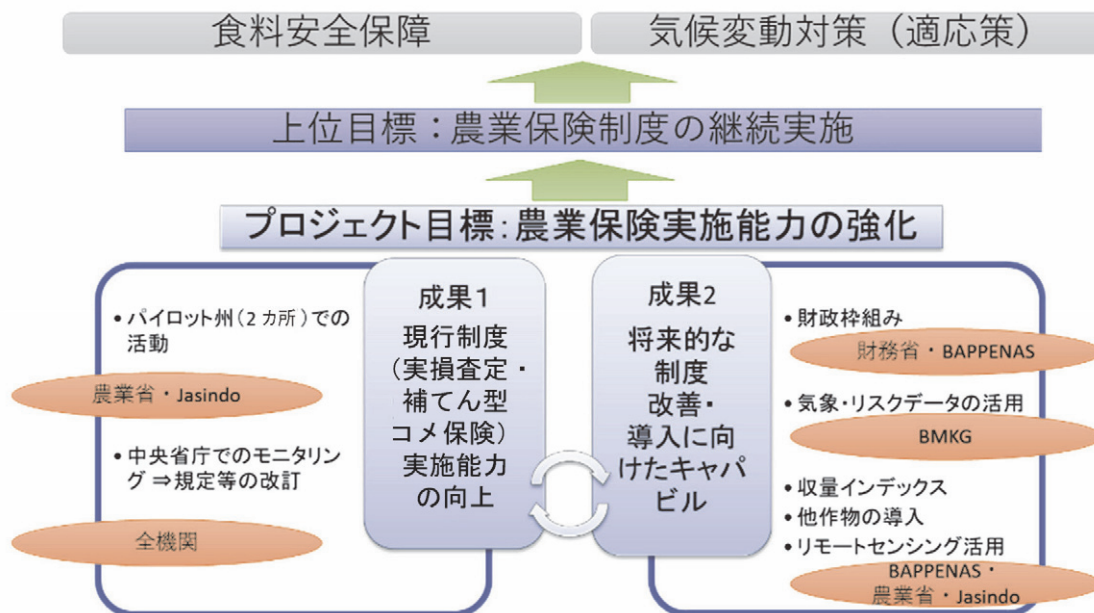 食料安全保障
気候変動対策（適応策）
上位目標：農業保険制度の継続実施
プロジェクト目標：農業保険実施能力の強化
• パイロット州（2 カ所）での
活動
農業省・Jasindo
• 中央省庁でのモニタリン
グ ⇒規定等の改訂
全機関
成果1
現行制度
（実損査定・
補てん型
コメ保険）
実施能力
の向上
成果2
将来的な
制度
改善・
導入に向
けたキャパ
ビル
• 財政枠組み
財務省・BAPPENAS
• 気象・リスクデータの活用
BMKG
• 収量インデックス
• 他作物の導入
• リモートセンシング活用
BAPPENAS・
農業省・Jasindo